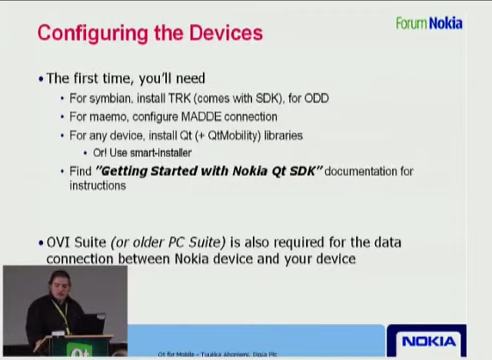 Configuring the Devices
Forum Nokia
• The first time, you'll need
• For symbian, install TRK (comes with SDK), for ODD
• For maemo, configure MADDE connection
• For any device, install Qt (+ QtMobility) libraries
• Or! Use smart-installer
• Find "Getting Started with Nokia Qt SDK" documentation for
instructions
• OVI Suite (or older PC Suite) is also required for the data
connection between Nokia device and your device
Qt
Qt for Mobile – Tuukka Ahoniemi, Digia Plc
NOKIA